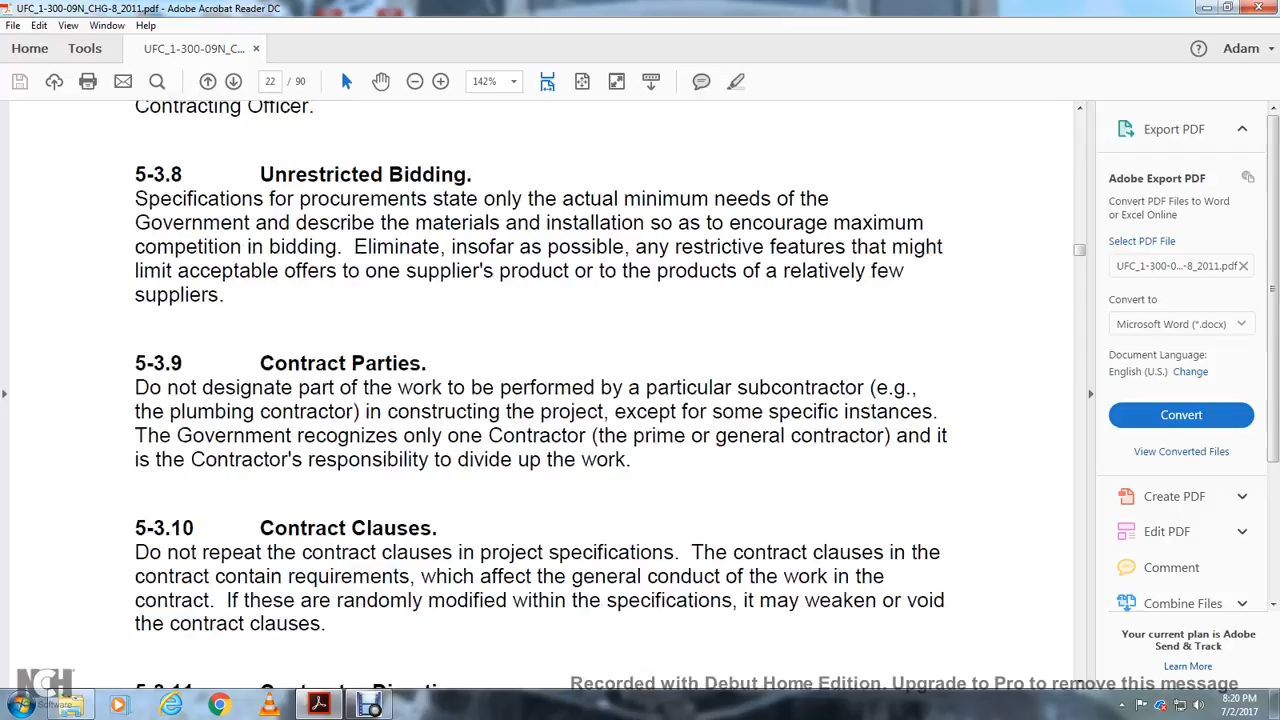 UFC_1-300-09N_CHG-8_2011.pdf - Adobe Acrobat Reader DC
File Edit View Window Help
Home Tools UFC_1-300-09N_C... × Adam
22 / 90 142%
Contracting Officer.
5-3.8 Unrestricted Bidding.
Specifications for procurements state only the actual minimum needs of the
Government and describe the materials and installation so as to encourage maximum
competition in bidding. Eliminate, insofar as possible, any restrictive features that might
limit acceptable offers to one supplier's product or to the products of a relatively few
suppliers.
5-3.9 Contract Parties.
Do not designate part of the work to be performed by a particular subcontractor (e.g.,
the plumbing contractor) in constructing the project, except for some specific instances.
The Government recognizes only one Contractor (the prime or general contractor) and it
is the Contractor's responsibility to divide up the work.
5-3.10 Contract Clauses.
Do not repeat the contract clauses in project specifications. The contract clauses in the
contract contain requirements, which affect the general conduct of the work in the
contract. If these are randomly modified within the specifications, it may weaken or void
the contract clauses.
5-3.11
Export PDF
Adobe Export PDF
Convert PDF Files to Word
or Excel Online
Select PDF File
UFC_1-300-0...-8_2011.pdf ×
Convert to
Microsoft Word (*.docx)
Document Language:
English (U.S.) Change
Convert
View Converted Files
Create PDF
Edit PDF
Comment
Combine Files
Your current plan is Adobe
Send & Track
Learn More
NCH
Software
Recorded with Debut Home Edition. Upgrade to Pro to remove this message
8:20 PM
7/2/2017